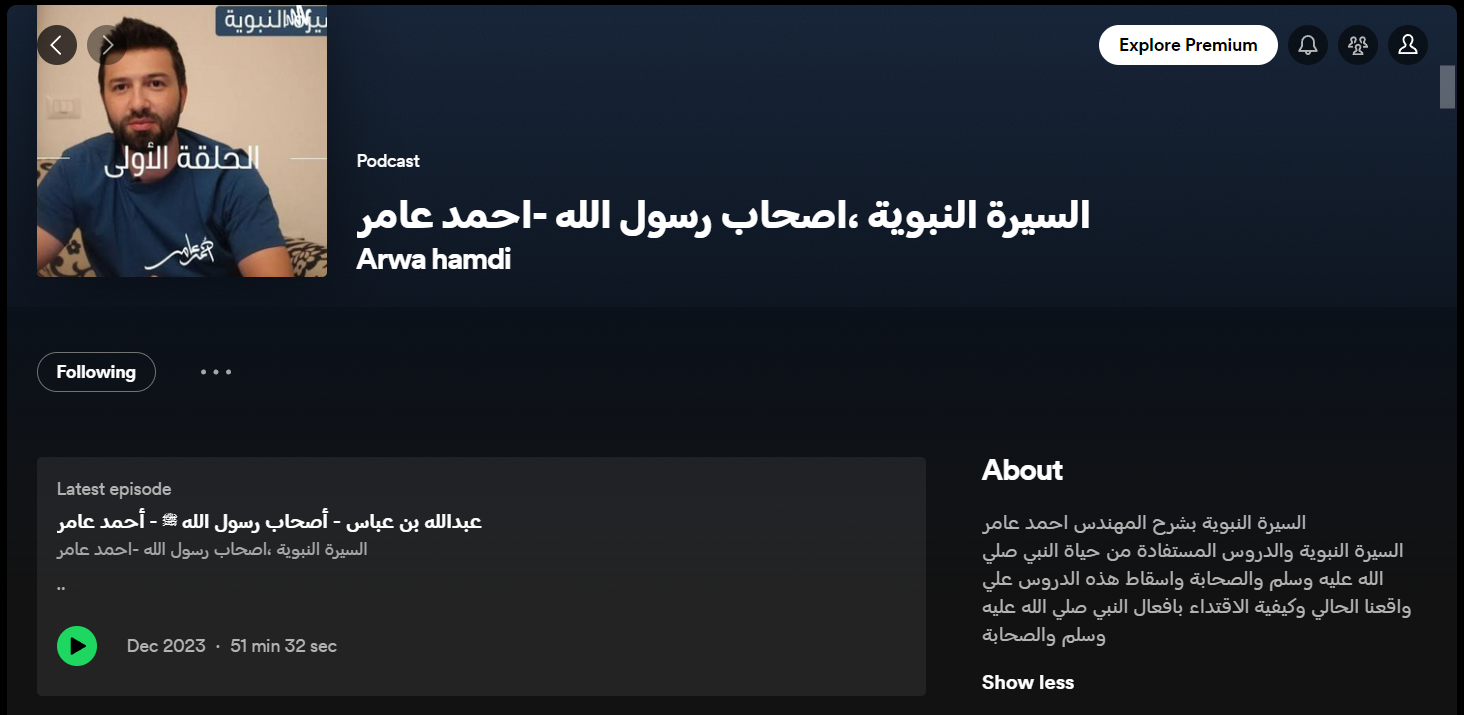 السيرة النبوية
Explore Premium
الحلقة الأولى
أحمد عامر
Podcast
السيرة النبوية ،اصحاب رسول الله -احمد عامر
Arwa hamdi
Following
Latest episode
عبدالله بن عباس - أصحاب رسول الله ﷺ - أحمد عامر
السيرة النبوية ،اصحاب رسول الله -احمد عامر
..
Dec 2023 · 51 min 32 sec
About
السيرة النبوية بشرح المهندس احمد عامر
السيرة النبوية والدروس المستفادة من حياة النبي صلي
الله عليه وسلم والصحابة واسقاط هذه الدروس علي
واقعنا الحالي وكيفية الاقتداء بافعال النبي صلي الله عليه
وسلم والصحابة
Show less